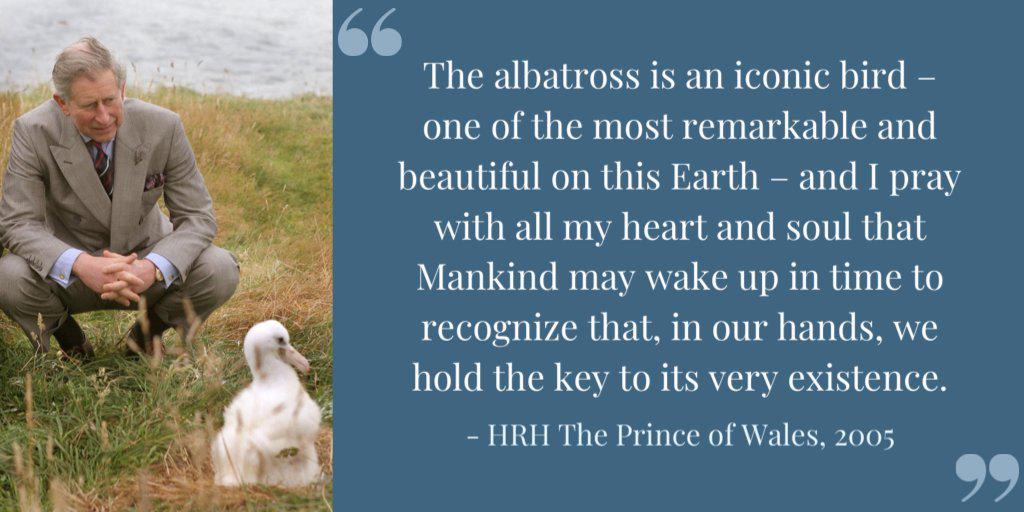 The albatross is an iconic bird –
one of the most remarkable and
beautiful on this Earth – and I pray
with all my heart and soul that
Mankind may wake up in time to
recognize that, in our hands, we
hold the key to its very existence.
- HRH The Prince of Wales, 2005